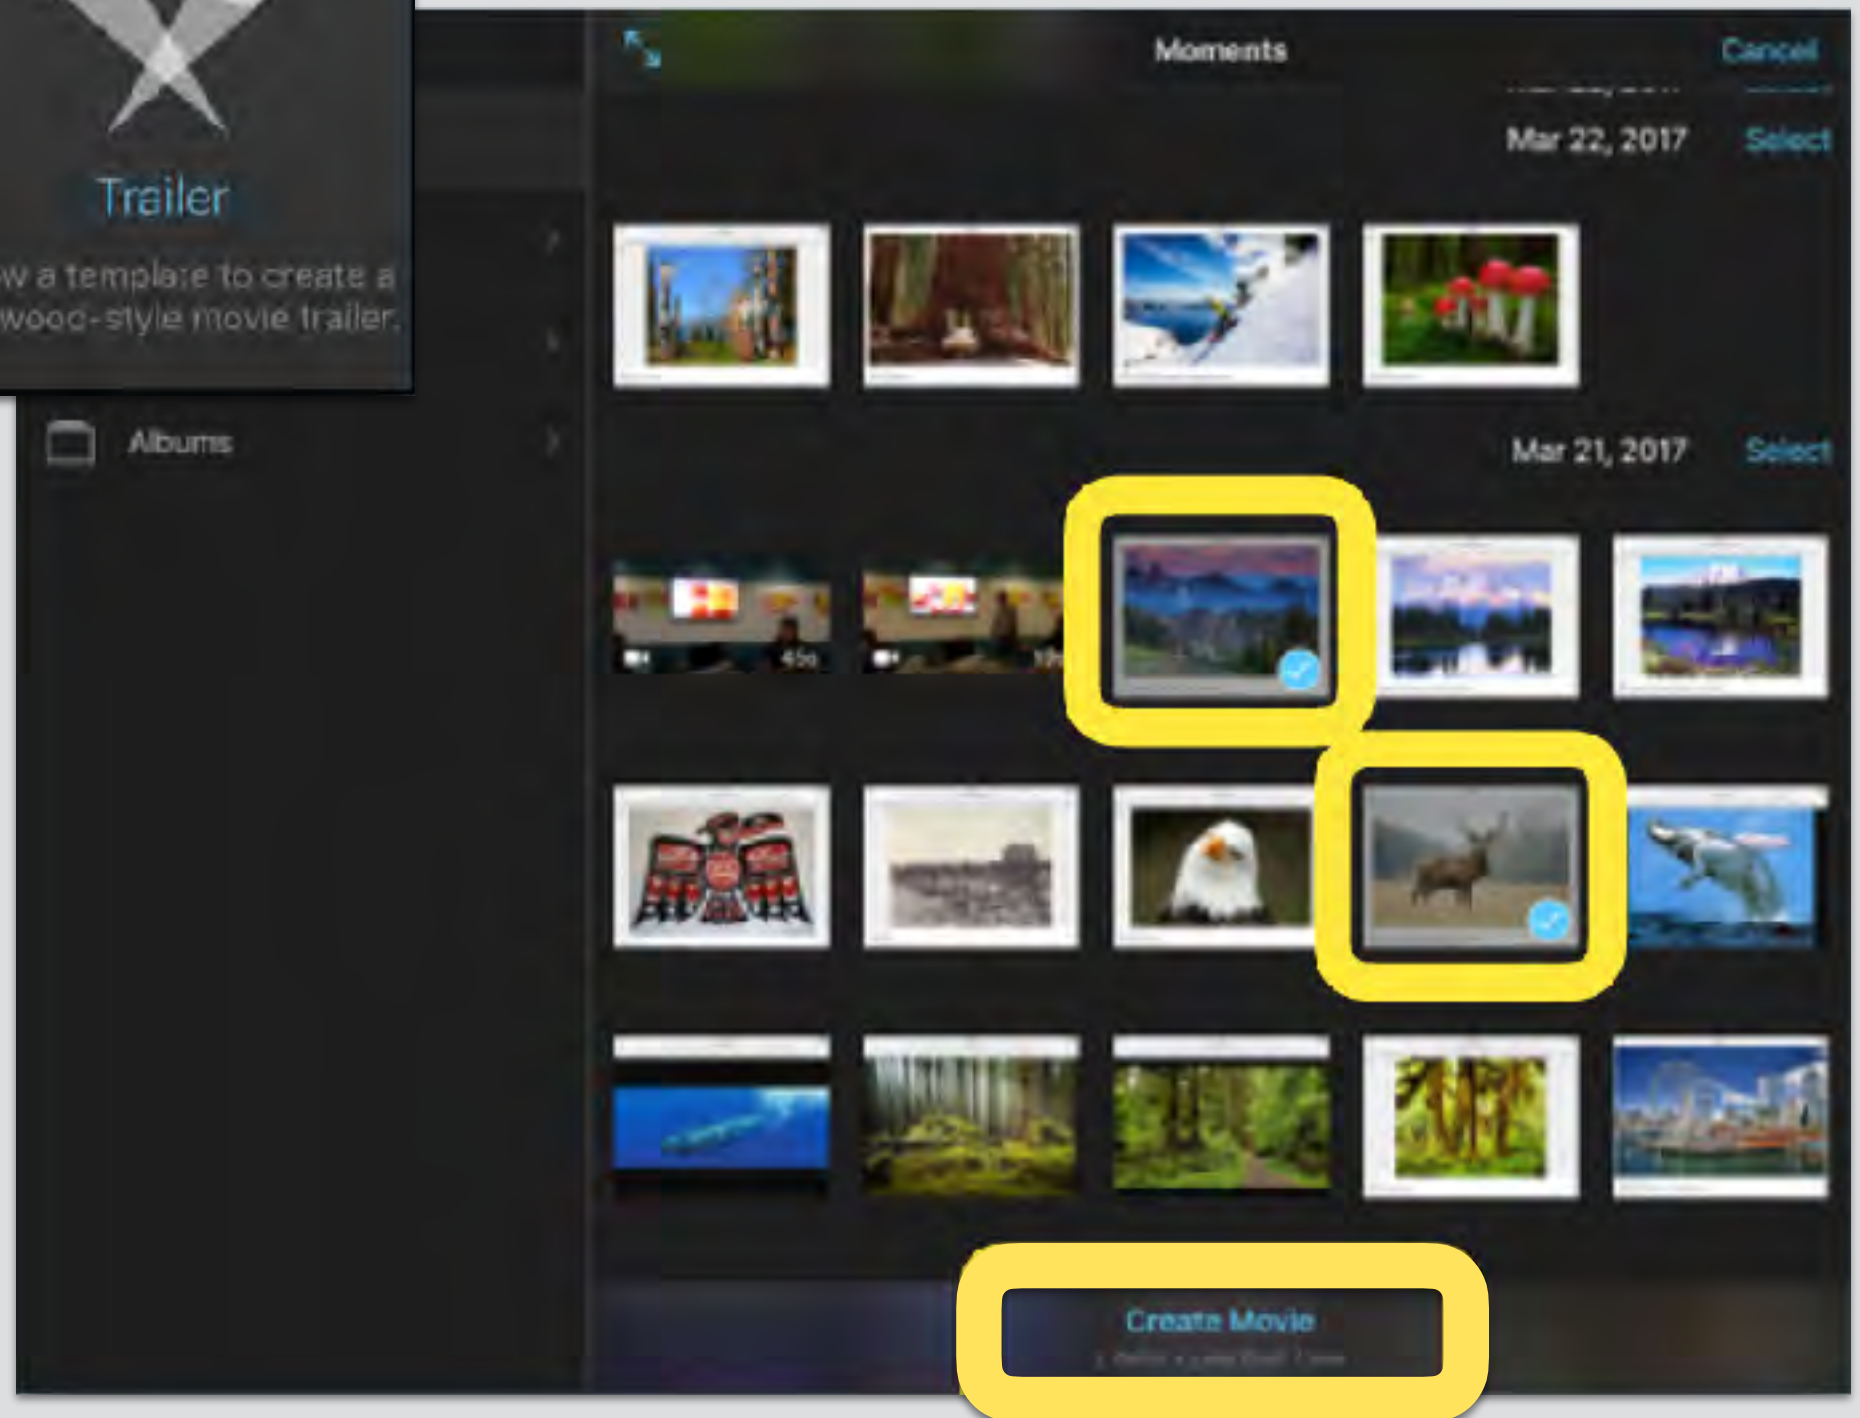 Trailer
w a template to create a
wood-style movie trailer.
Albums
Moments
Cancel
Mar 22, 2017
Select
Mar 21, 2017
Select
45s
Create Movie